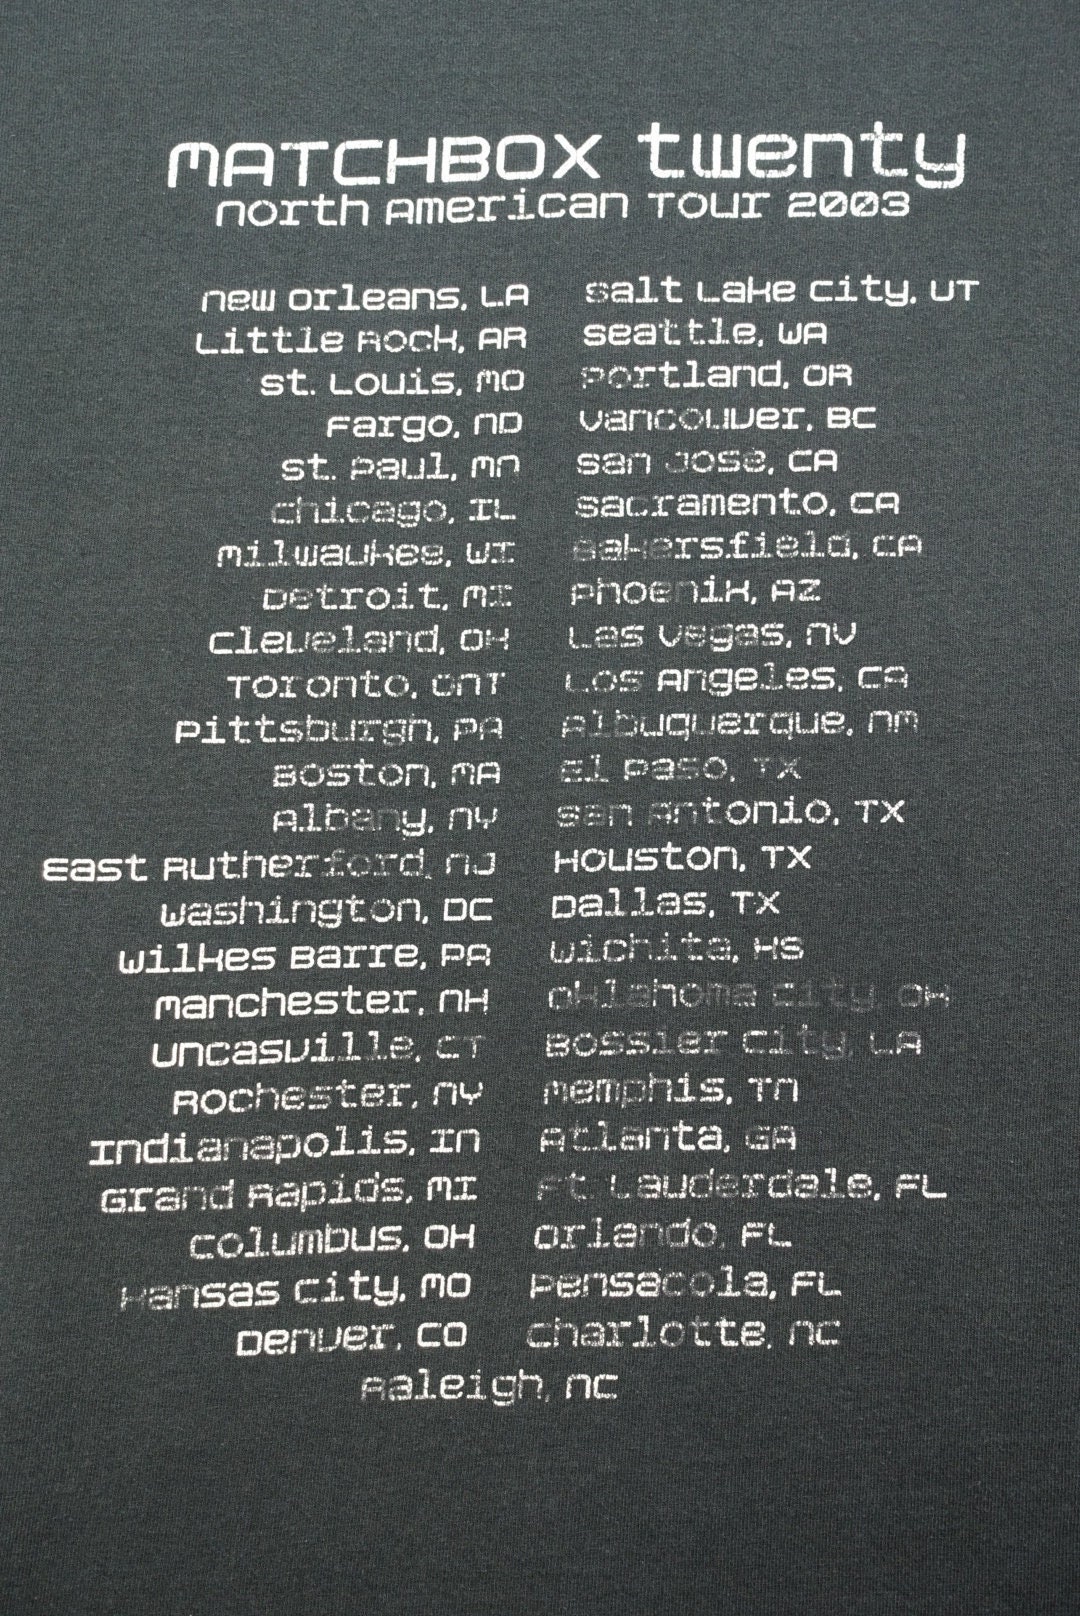 MATCHBOX twenty
north American Tour 2003
new orleans, LA
Little Rock, AR
St. Louis, MO
Fargo, ND
St. Paul, MN
Chicago, IL
Milwaukee, WI
Detroit, MI
Cleveland, OH
Toronto, ONT
Pittsburgh, PA
Boston, MA
Albany, NY
East Rutherford, NJ
Washington, DC
Wilkes Barre, PA
Manchester, NH
Uncasville, CT
Rochester, NY
Indianapolis, IN
Grand Rapids, MI
Columbus, OH
Kansas City, MO
Denver, CO
Salt Lake City, UT
Seattle, WA
Portland, OR
Vancouver, BC
San Jose, CA
Sacramento, CA
Bakersfield, CA
Phoenix, AZ
Las Vegas, NV
Los Angeles, CA
Albuquerque, NM
El Paso, TX
San Antonio, TX
Houston, TX
Dallas, TX
Wichita, KS
Oklahoma City, OK
Bossier City, LA
Memphis, TN
Atlanta, GA
Ft. Lauderdale, FL
Orlando, FL
Pensacola, FL
Charlotte, NC
Raleigh, NC